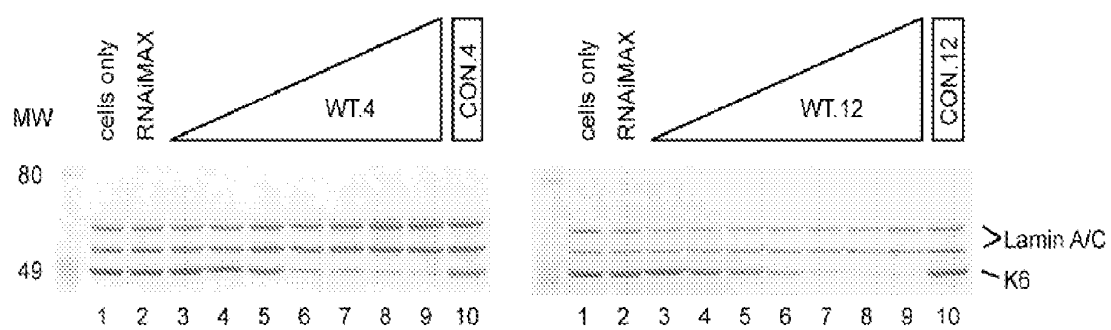 cells only
RNAiMAX
WT.4
CON.4
cells only
RNAiMAX
WT.12
CON.12
MW
80
49
Lamin A/C
K6
1 2 3 4 5 6 7 8 9 10
1 2 3 4 5 6 7 8 9 10